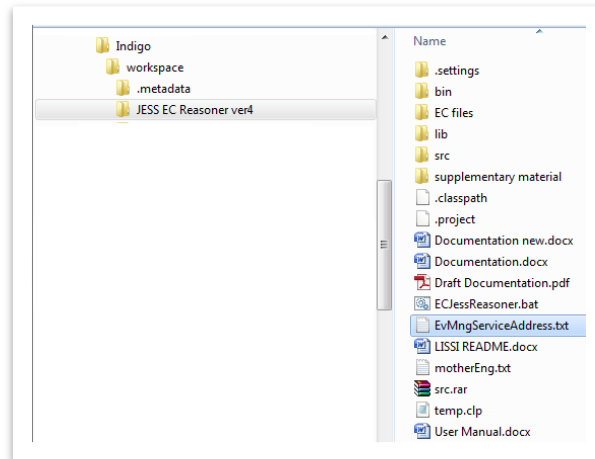 Indigo
workspace
.metadata
JESS EC Reasoner ver4
Name
.settings
bin
EC files
lib
src
supplementary material
.classpath
.project
Documentation new.docx
Documentation.docx
Draft Documentation.pdf
ECJessReasoner.bat
EvMngServiceAddress.txt
LISSI README.docx
motherEng.txt
src.rar
temp.clp
User Manual.docx